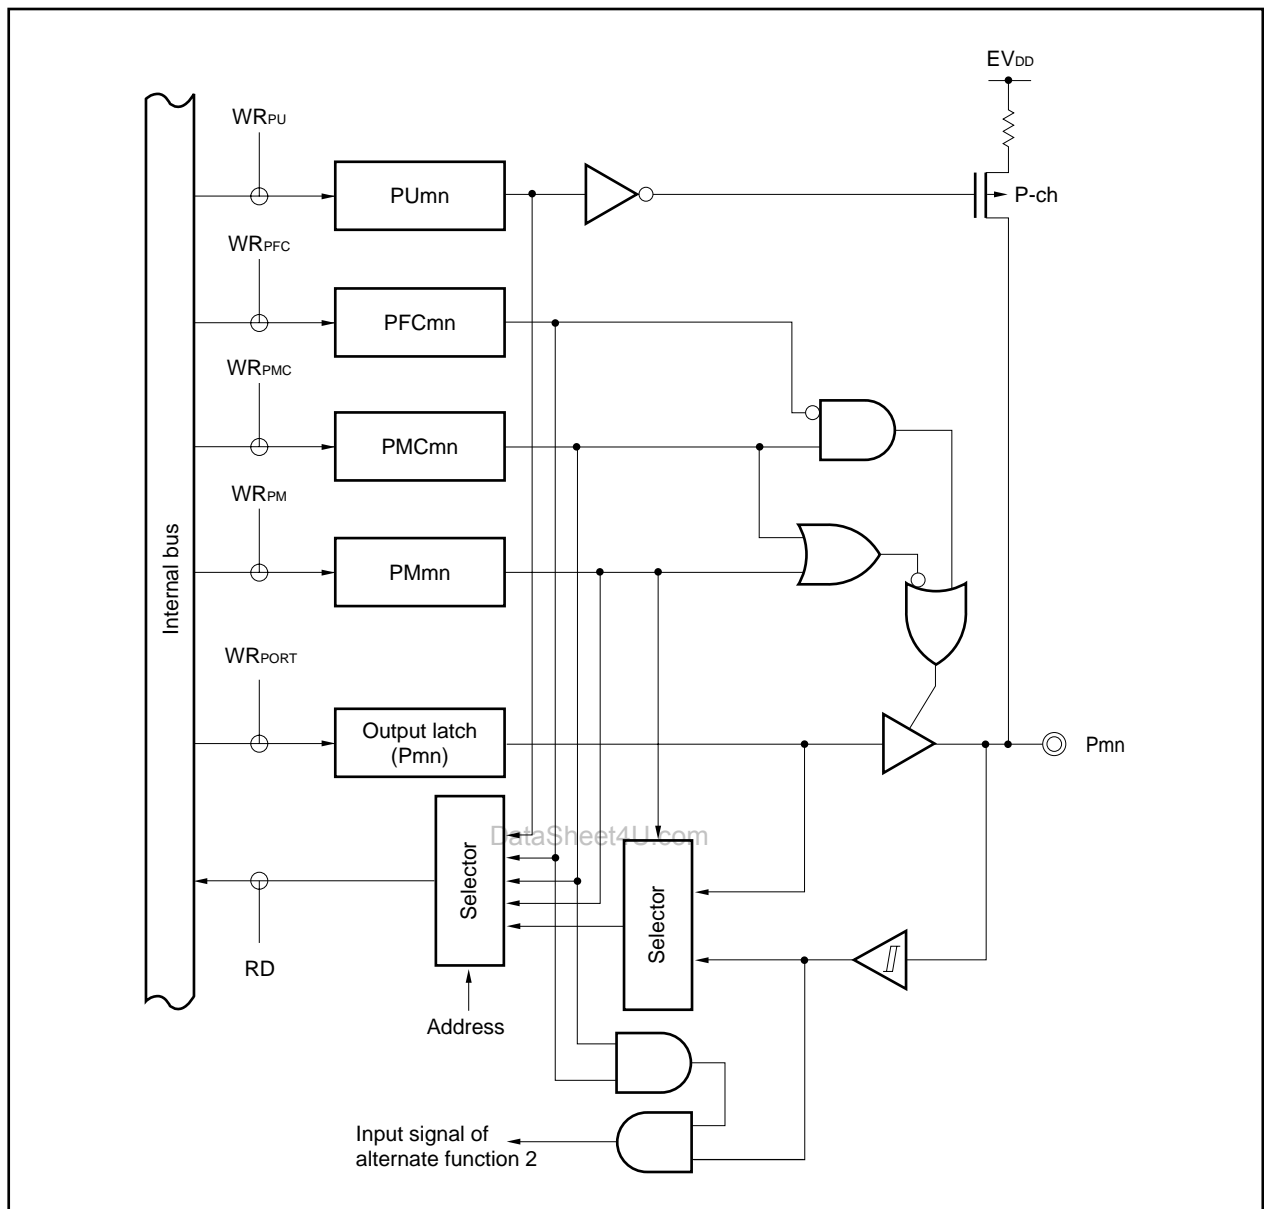 EVDD
WRPU
PUmn
P-ch
WRPFC
PFCmn
WRPMC
PMCmn
WRPM
PMmn
Internal bus
WRPORT
Output latch
(Pmn)
Pmn
DataSheet4U.com
Selector
Selector
RD
Address
Input signal of
alternate function 2